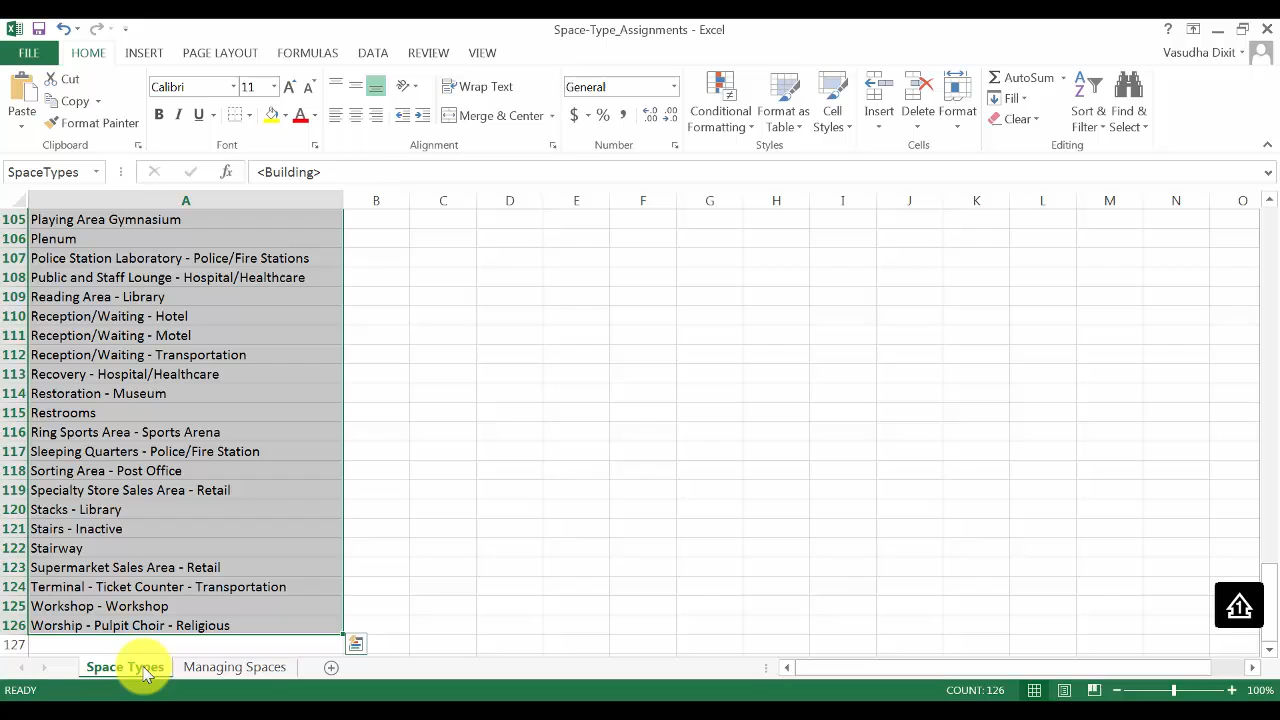 Space-Type_Assignments - Excel
?
FILE HOME INSERT PAGE LAYOUT FORMULAS DATA REVIEW VIEW Vasudha Dixit
Paste
Cut
Copy
Format Painter
Clipboard
Calibri 11
B I U A
Font
Wrap Text
Merge & Center
Alignment
General
$ % ,
Number
Conditional Formatting
Format as Table
Cell Styles
Styles
Insert Delete Format
Cells
AutoSum
Fill
Clear
Sort & Filter
Find & Select
Editing
SpaceTypes fx <Building>
A B C D E F G H I J K L M N O
105 Playing Area Gymnasium
106 Plenum
107 Police Station Laboratory - Police/Fire Stations
108 Public and Staff Lounge - Hospital/Healthcare
109 Reading Area - Library
110 Reception/Waiting - Hotel
111 Reception/Waiting - Motel
112 Reception/Waiting - Transportation
113 Recovery - Hospital/Healthcare
114 Restoration - Museum
115 Restrooms
116 Ring Sports Area - Sports Arena
117 Sleeping Quarters - Police/Fire Station
118 Sorting Area - Post Office
119 Specialty Store Sales Area - Retail
120 Stacks - Library
121 Stairs - Inactive
122 Stairway
123 Supermarket Sales Area - Retail
124 Terminal - Ticket Counter - Transportation
125 Workshop - Workshop
126 Worship - Pulpit Choir - Religious
127
1
Space Types Managing Spaces
READY COUNT: 126 100%